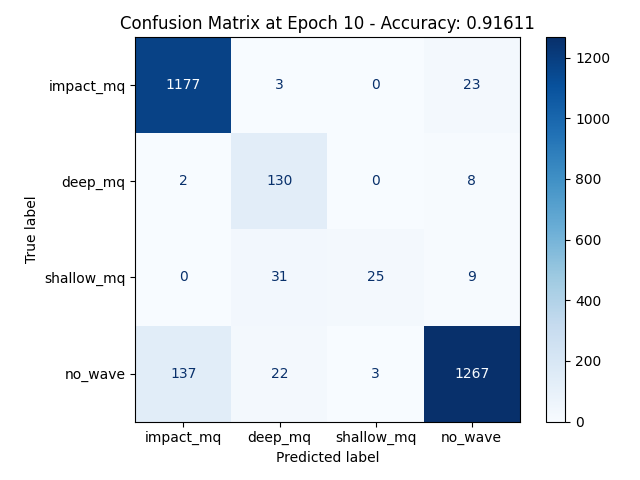 Confusion Matrix at Epoch 10 - Accuracy: 0.91611
True label
impact_mq 1177 3 0 23
deep_mq 2 130 0 8
shallow_mq 0 31 25 9
no_wave 137 22 3 1267
impact_mq deep_mq shallow_mq no_wave
Predicted label
1200
1000
800
600
400
200
0